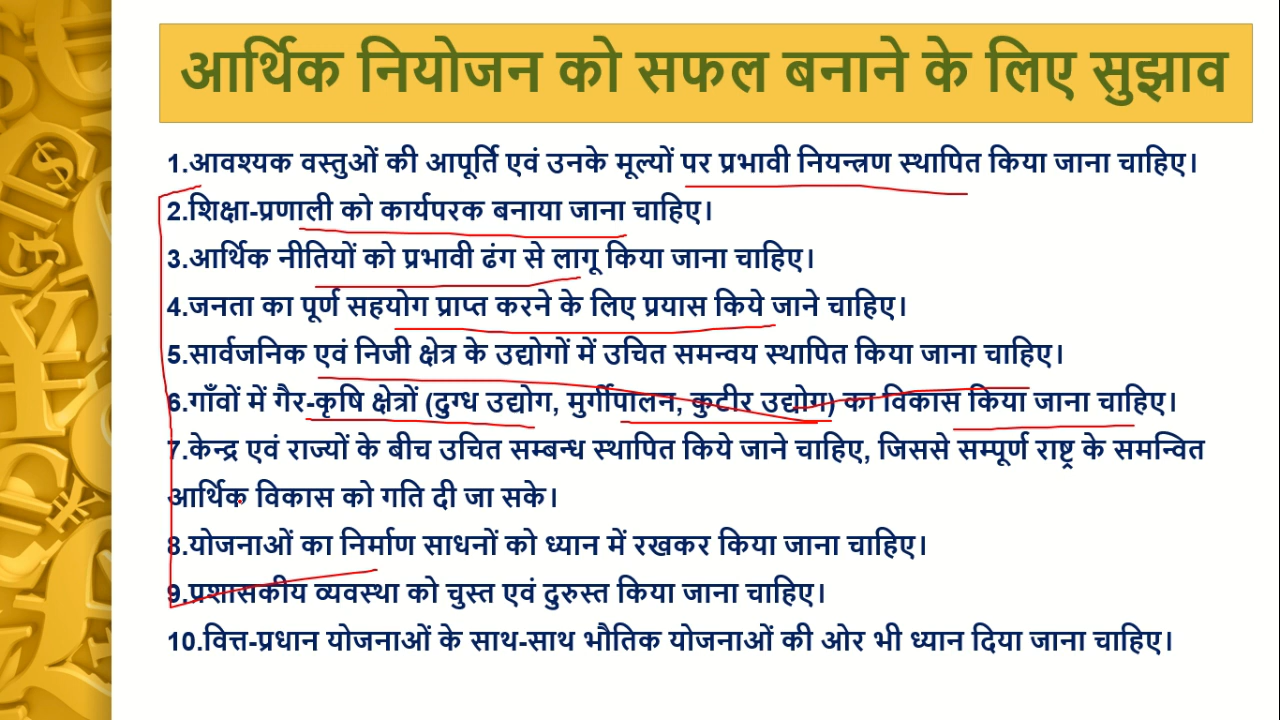 आर्थिक नियोजन को सफल बनाने के लिए सुझाव
1.आवश्यक वस्तुओं की आपूर्ति एवं उनके मूल्यों पर प्रभावी नियन्त्रण स्थापित किया जाना चाहिए।
2.शिक्षा-प्रणाली को कार्यपरक बनाया जाना चाहिए।
3.आर्थिक नीतियों को प्रभावी ढंग से लागू किया जाना चाहिए।
4.जनता का पूर्ण सहयोग प्राप्त करने के लिए प्रयास किये जाने चाहिए।
5.सार्वजनिक एवं निजी क्षेत्र के उद्योगों में उचित समन्वय स्थापित किया जाना चाहिए।
6.गाँवों में गैर-कृषि क्षेत्रों (दुग्ध उद्योग, मुर्गीपालन, कुटीर उद्योग) का विकास किया जाना चाहिए।
7.केन्द्र एवं राज्यों के बीच उचित सम्बन्ध स्थापित किये जाने चाहिए, जिससे सम्पूर्ण राष्ट्र के समन्वित
आर्थिक विकास को गति दी जा सके।
8.योजनाओं का निर्माण साधनों को ध्यान में रखकर किया जाना चाहिए।
9.प्रशासकीय व्यवस्था को चुस्त एवं दुरुस्त किया जाना चाहिए।
10.वित्त-प्रधान योजनाओं के साथ-साथ भौतिक योजनाओं की ओर भी ध्यान दिया जाना चाहिए।